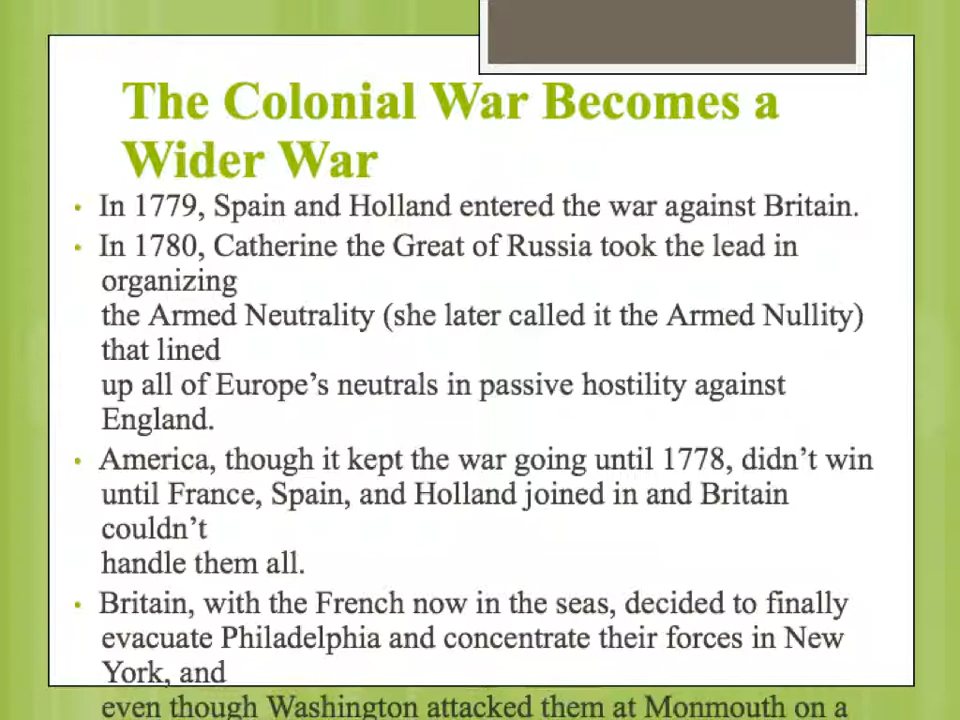 The Colonial War Becomes a
Wider War
• In 1779, Spain and Holland entered the war against Britain.
• In 1780, Catherine the Great of Russia took the lead in
organizing
the Armed Neutrality (she later called it the Armed Nullity)
that lined
up all of Europe’s neutrals in passive hostility against
England.
• America, though it kept the war going until 1778, didn’t win
until France, Spain, and Holland joined in and Britain
couldn’t
handle them all.
• Britain, with the French now in the seas, decided to finally
evacuate Philadelphia and concentrate their forces in New
York, and
even though Washington attacked them at Monmouth on a